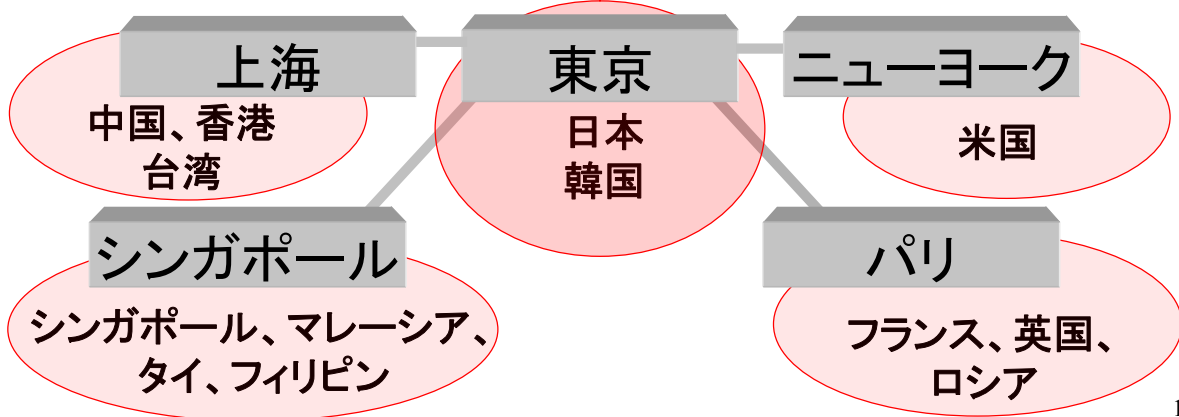 上海
中国、香港
台湾
東京
日本
韓国
ニューヨーク
米国
シンガポール
シンガポール、マレーシア、
タイ、フィリピン
パリ
フランス、英国、
ロシア
1